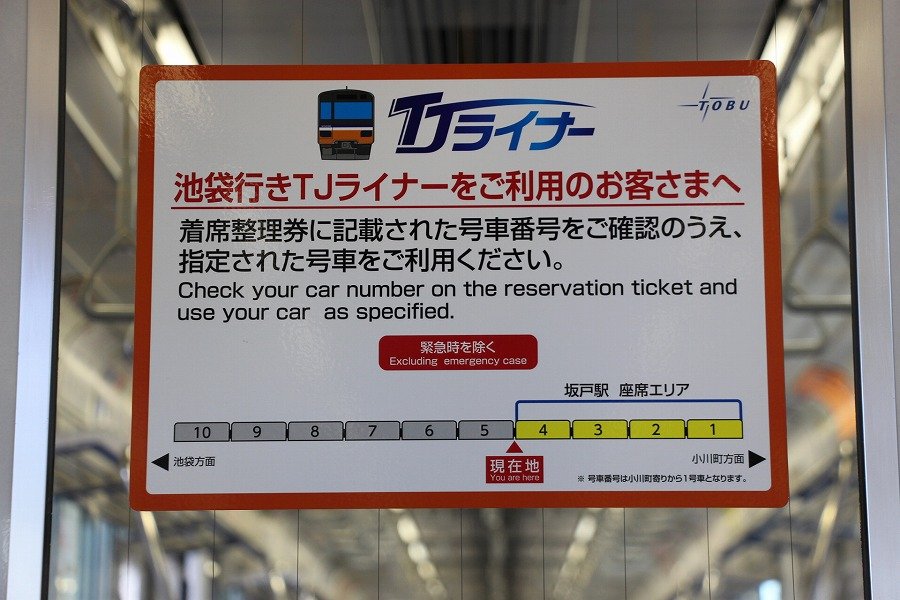 TJライナー
TOBU
池袋行きTJライナーをご利用のお客さまへ
着席整理券に記載された号車番号をご確認のうえ、
指定された号車をご利用ください。
Check your car number on the reservation ticket and
use your car as specified.
緊急時を除く
Excluding emergency case
坂戸駅 座席エリア
10 9 8 7 6 5 4 3 2 1
池袋方面
現在地
You are here
小川町方面
※ 号車番号は小川町寄りから1号車となります。